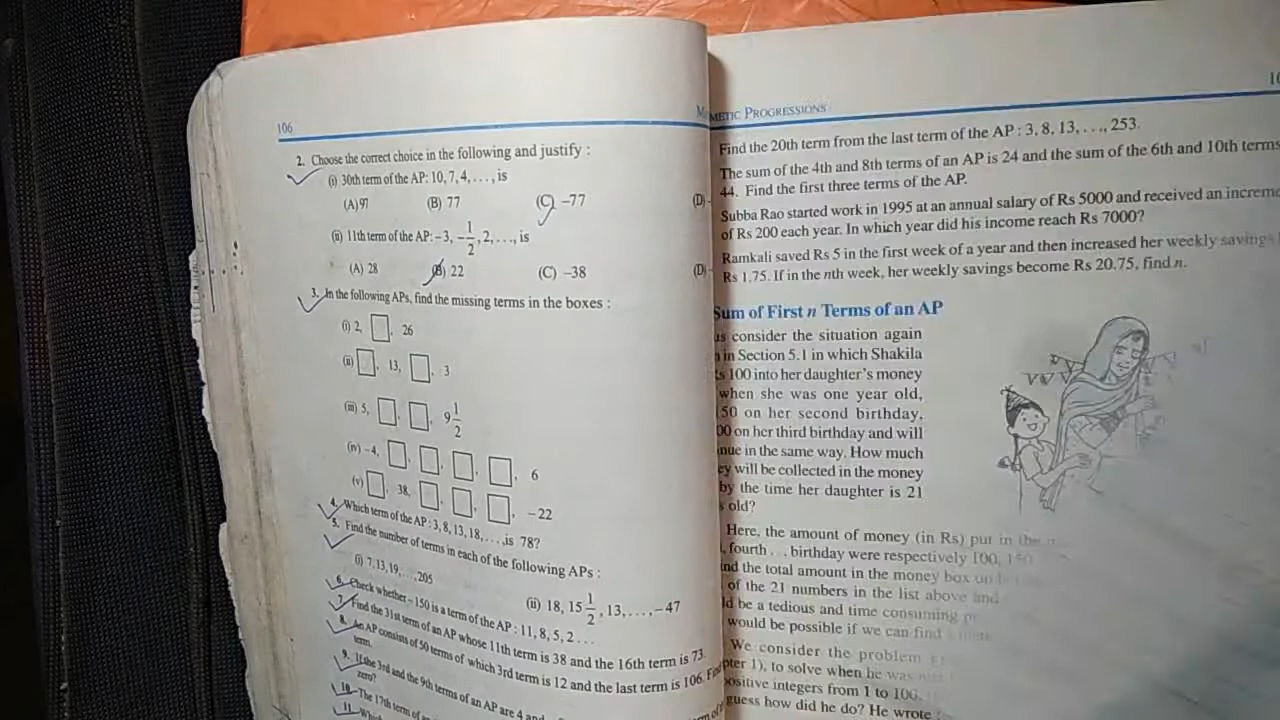 106
2. Choose the correct choice in the following and justify :
(i) 30th term of the AP: 10, 7, 4, . . . , is
(A) 97 (B) 77 (C) –77 (D)
(ii) 11th term of the AP: –3, –1/2, 2, . . ., is
(A) 28 (B) 22 (C) –38 (D)
3. In the following APs, find the missing terms in the boxes :
(i) 2, □, 26
(ii) □, 13, □, 3
(iii) 5, □, □, 9 1/2
(iv) –4, □, □, □, □, 6
(v) □, 38, □, □, □, –22
4. Which term of the AP : 3, 8, 13, 18, . . . , is 78?
5. Find the number of terms in each of the following APs :
(i) 7, 13, 19, . . . , 205 (ii) 18, 15 1/2, 13, . . . , –47
6. Check whether –150 is a term of the AP : 11, 8, 5, 2 . . .
7. Find the 31st term of an AP whose 11th term is 38 and the 16th term is 73.
8. An AP consists of 50 terms of which 3rd term is 12 and the last term is 106.
term.
9. If the 3rd and the 9th terms of an AP are 4 and
zero?
10. The 17th term of
11. Which
METIC PROGRESSIONS
Find the 20th term from the last term of the AP : 3, 8, 13, . . ., 253.
The sum of the 4th and 8th terms of an AP is 24 and the sum of the 6th and 10th terms
44. Find the first three terms of the AP.
Subba Rao started work in 1995 at an annual salary of Rs 5000 and received an increme
of Rs 200 each year. In which year did his income reach Rs 7000?
Ramkali saved Rs 5 in the first week of a year and then increased her weekly savings
Rs 1.75. If in the nth week, her weekly savings become Rs 20.75, find n.
Sum of First n Terms of an AP
us consider the situation again
in Section 5.1 in which Shakila
100 into her daughter's money
when she was one year old,
50 on her second birthday,
00 on her third birthday and will
nue in the same way. How much
ey will be collected in the money
by the time her daughter is 21
s old?
Here, the amount of money (in Rs) put in the
, fourth . . . birthday were respectively 100, 150
nd the total amount in the money box on
of the 21 numbers in the list above and
ld be a tedious and time consuming
would be possible if we can find
We consider the problem
pter 1), to solve when he was
positive integers from 1 to 100.
guess how did he do? He wrote